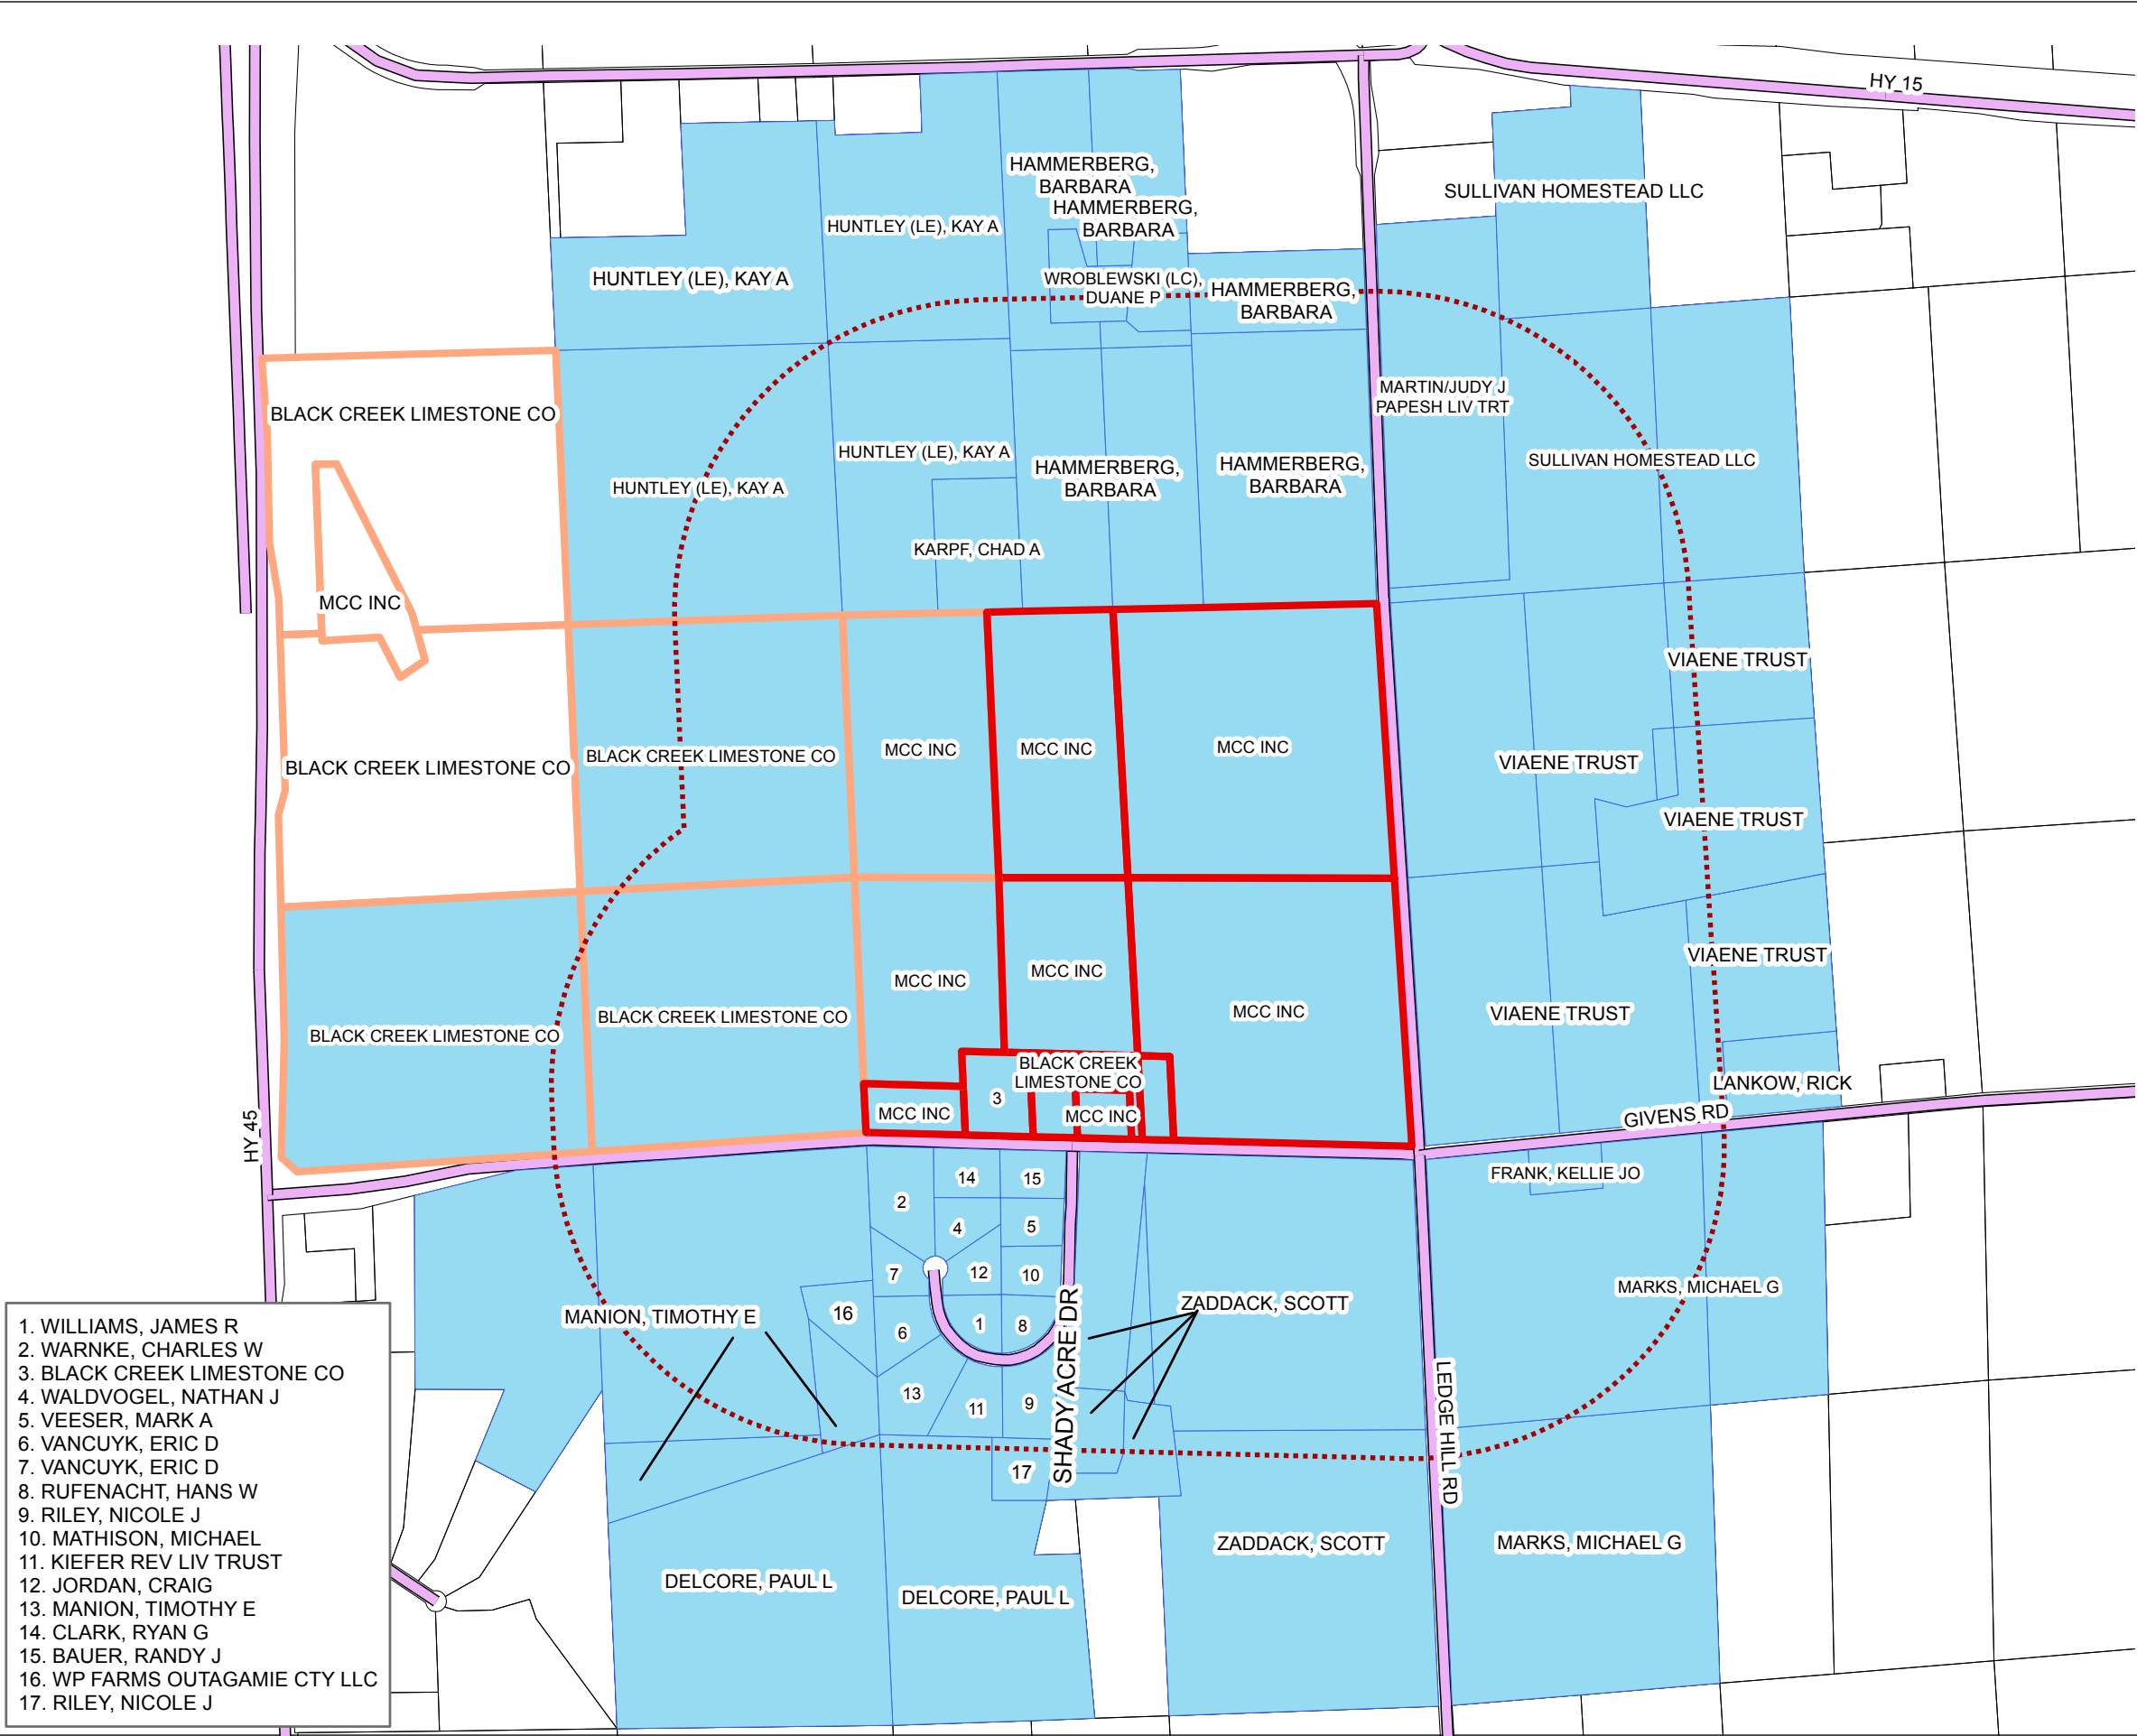 HY 15
HAMMERBERG,
BARBARA
SULLIVAN HOMESTEAD LLC
HAMMERBERG,
BARBARA
HUNTLEY (LE), KAY A
HUNTLEY (LE), KAY A
WROBLEWSKI (LC),
DUANE P
HAMMERBERG,
BARBARA
MARTIN/JUDY J
PAPESH LIV TRT
BLACK CREEK LIMESTONE CO
HUNTLEY (LE), KAY A
SULLIVAN HOMESTEAD LLC
HUNTLEY (LE), KAY A
HAMMERBERG,
BARBARA
HAMMERBERG,
BARBARA
KARPF, CHAD A
MCC INC
VIAENE TRUST
BLACK CREEK LIMESTONE CO
BLACK CREEK LIMESTONE CO
MCC INC
MCC INC
MCC INC
VIAENE TRUST
VIAENE TRUST
VIAENE TRUST
MCC INC
MCC INC
MCC INC
VIAENE TRUST
BLACK CREEK LIMESTONE CO
BLACK CREEK LIMESTONE CO
BLACK CREEK
LIMESTONE CO
LANKOW, RICK
3
MCC INC
MCC INC
GIVENS RD
HY 45
FRANK, KELLIE JO
14
15
2
4
5
7
12
10
MARKS, MICHAEL G
MANION, TIMOTHY E
16
6
1
8
ZADDACK, SCOTT
SHADY ACRE DR
13
11
9
LEDGE HILL RD
17
ZADDACK, SCOTT
MARKS, MICHAEL G
DELCORE, PAUL L
DELCORE, PAUL L
1. WILLIAMS, JAMES R
2. WARNKE, CHARLES W
3. BLACK CREEK LIMESTONE CO
4. WALDVOGEL, NATHAN J
5. VEESER, MARK A
6. VANCUYK, ERIC D
7. VANCUYK, ERIC D
8. RUFENACHT, HANS W
9. RILEY, NICOLE J
10. MATHISON, MICHAEL
11. KIEFER REV LIV TRUST
12. JORDAN, CRAIG
13. MANION, TIMOTHY E
14. CLARK, RYAN G
15. BAUER, RANDY J
16. WP FARMS OUTAGAMIE CTY LLC
17. RILEY, NICOLE J